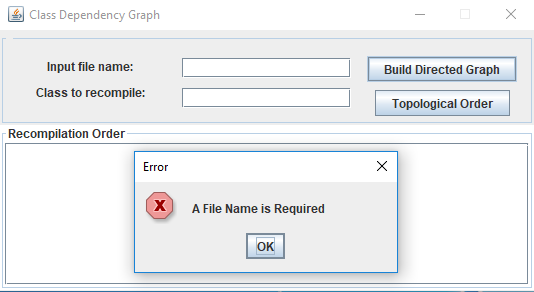 Class Dependency Graph
Input file name:
Build Directed Graph
Class to recompile:
Topological Order
Recompilation Order
Error
X
A File Name is Required
OK